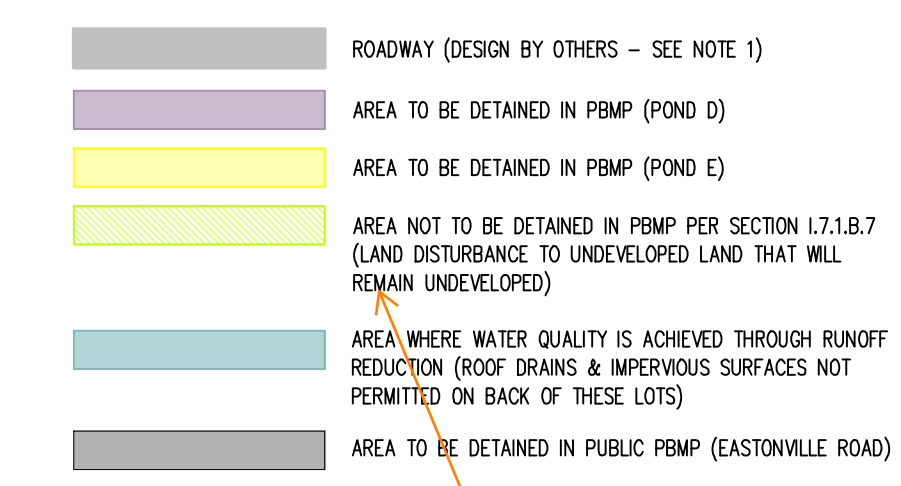 ROADWAY (DESIGN BY OTHERS – SEE NOTE 1)
AREA TO BE DETAINED IN PBMP (POND D)
AREA TO BE DETAINED IN PBMP (POND E)
AREA NOT TO BE DETAINED IN PBMP PER SECTION I.7.1.B.7
(LAND DISTURBANCE TO UNDEVELOPED LAND THAT WILL
REMAIN UNDEVELOPED)
AREA WHERE WATER QUALITY IS ACHIEVED THROUGH RUNOFF
REDUCTION (ROOF DRAINS & IMPERVIOUS SURFACES NOT
PERMITTED ON BACK OF THESE LOTS)
AREA TO BE DETAINED IN PUBLIC PBMP (EASTONVILLE ROAD)